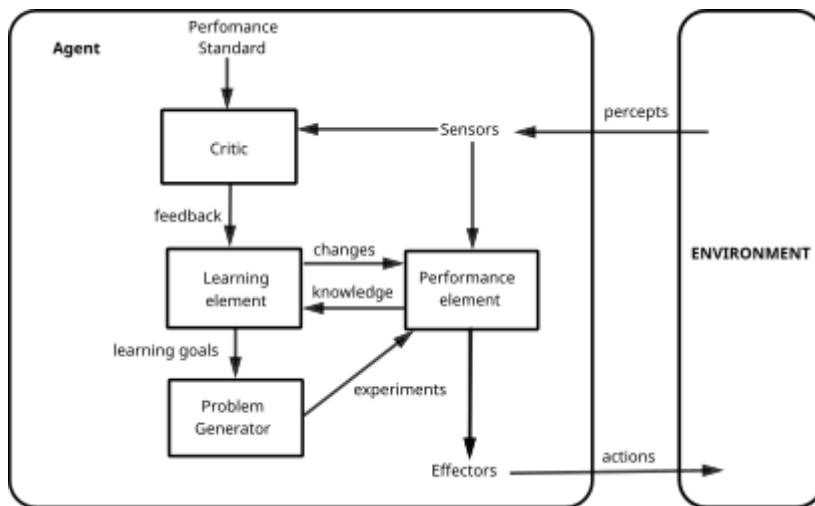 Perfomance
Standard
Agent
percepts
Sensors
Critic
feedback
changes
ENVIRONMENT
Learning
element
Performance
element
knowledge
learning goals
experiments
Problem
Generator
Effectors
actions